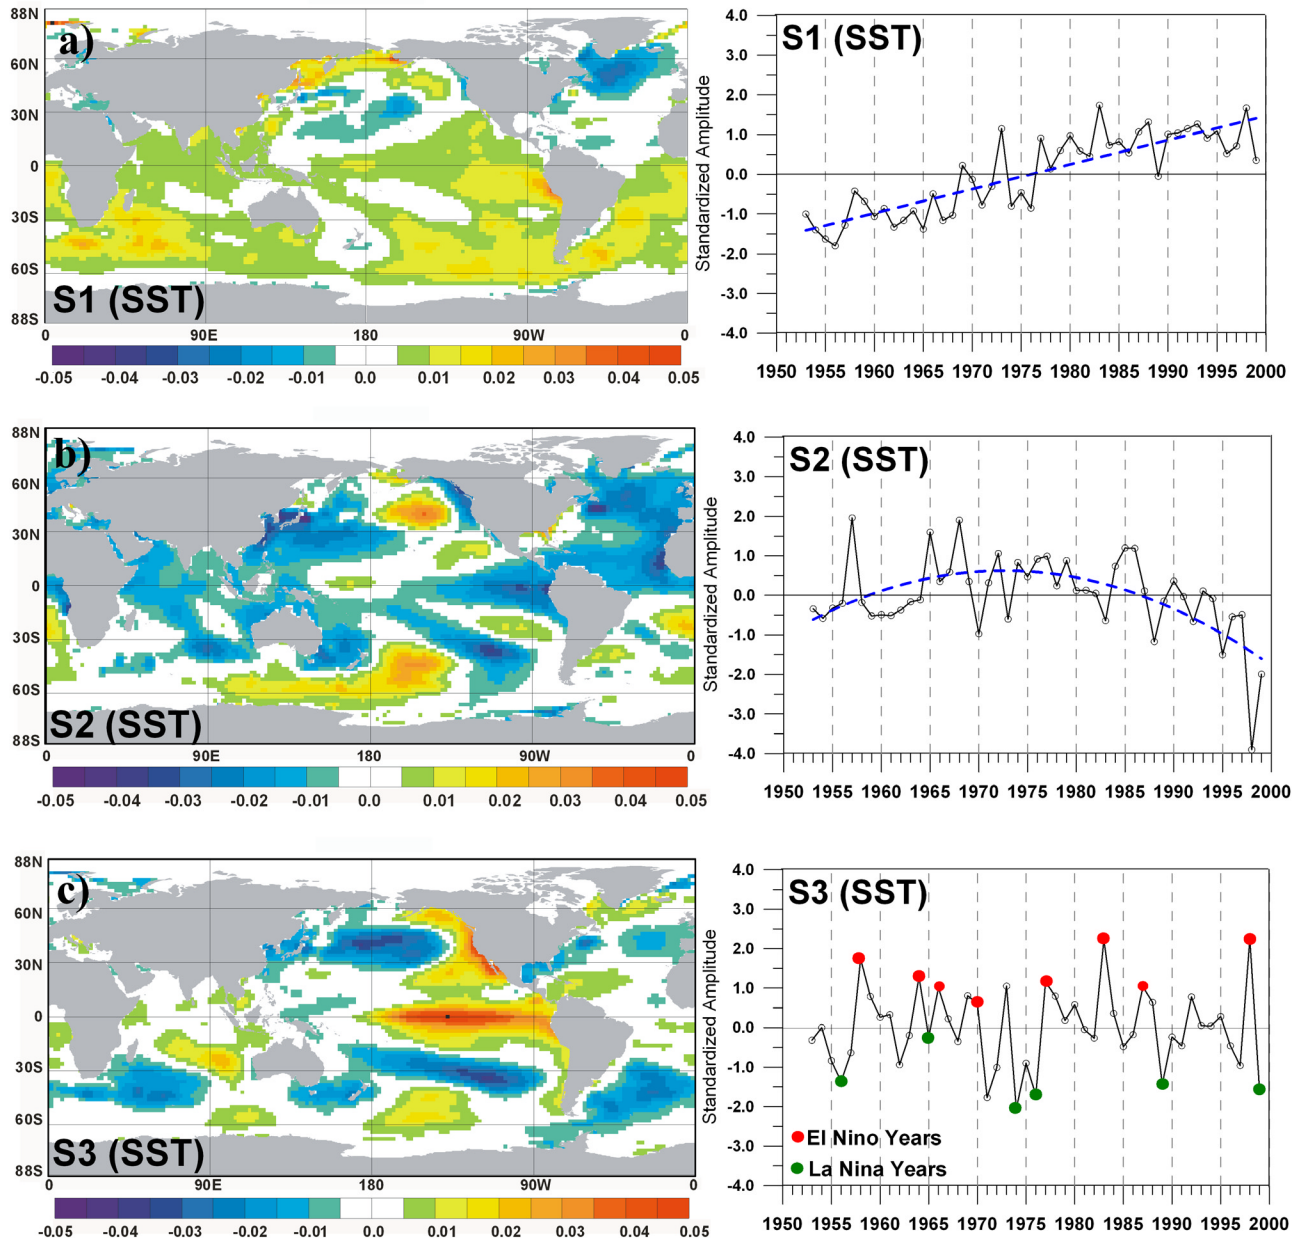 a)
88N
60N
30N
0
30S
60S
88S
S1 (SST)
0 90E 180 90W 0
-0.05 -0.04 -0.03 -0.02 -0.01 0.0 0.01 0.02 0.03 0.04 0.05
S1 (SST)
Standardized Amplitude
4.0
3.0
2.0
1.0
0.0
-1.0
-2.0
-3.0
-4.0
1950 1955 1960 1965 1970 1975 1980 1985 1990 1995 2000
b)
88N
60N
30N
0
30S
60S
88S
S2 (SST)
0 90E 180 90W 0
-0.05 -0.04 -0.03 -0.02 -0.01 0.0 0.01 0.02 0.03 0.04 0.05
S2 (SST)
Standardized Amplitude
4.0
3.0
2.0
1.0
0.0
-1.0
-2.0
-3.0
-4.0
1950 1955 1960 1965 1970 1975 1980 1985 1990 1995 2000
c)
88N
60N
30N
0
30S
60S
88S
S3 (SST)
0 90E 180 90W 0
-0.05 -0.04 -0.03 -0.02 -0.01 0.0 0.01 0.02 0.03 0.04 0.05
S3 (SST)
Standardized Amplitude
4.0
3.0
2.0
1.0
0.0
-1.0
-2.0
-3.0
-4.0
El Nino Years
La Nina Years
1950 1955 1960 1965 1970 1975 1980 1985 1990 1995 2000